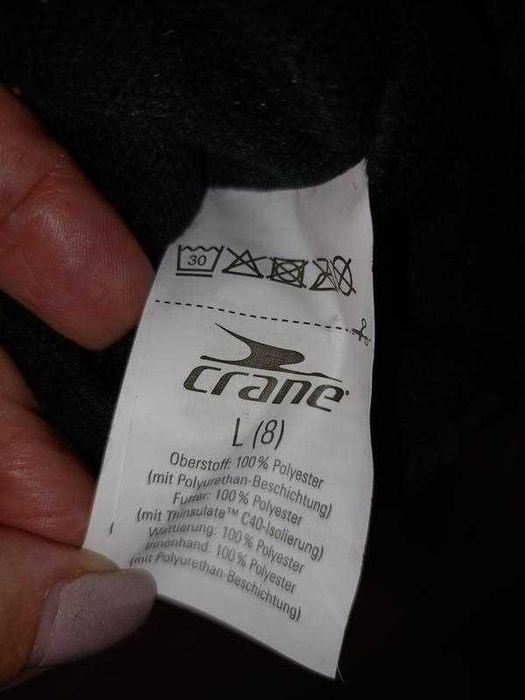 30
crane
L (8)
Oberstoff: 100% Polyester
(mit Polyurethan-Beschichtung)
Futter: 100% Polyester
(mit Thinsulate™ C40-Isolierung)
Wattierung: 100% Polyester
Innenhand: 100% Polyester
(mit Polyurethan-Beschichtung)